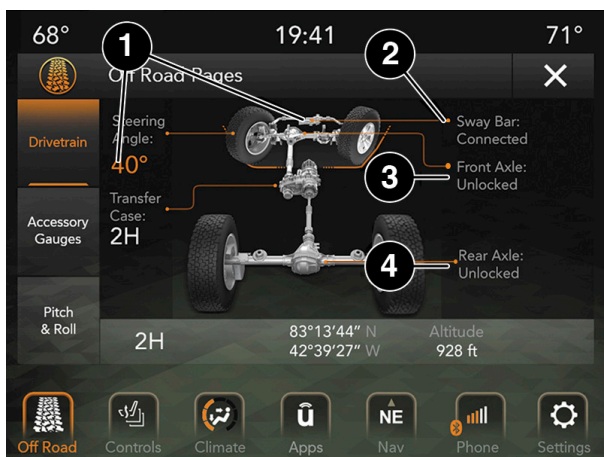 68°
19:41
71°
1
2
Off Road Pages
X
Drivetrain
Steering
Angle:
40°
Sway Bar:
Connected
Front Axle:
Unlocked
3
Transfer
Case:
2H
Accessory
Gauges
4
Rear Axle:
Unlocked
Pitch
& Roll
2H
83°13'44" N
42°39'27" W
Altitude
928 ft
û
NE
Off Road
Controls
Climate
Apps
Nav
Phone
Settings